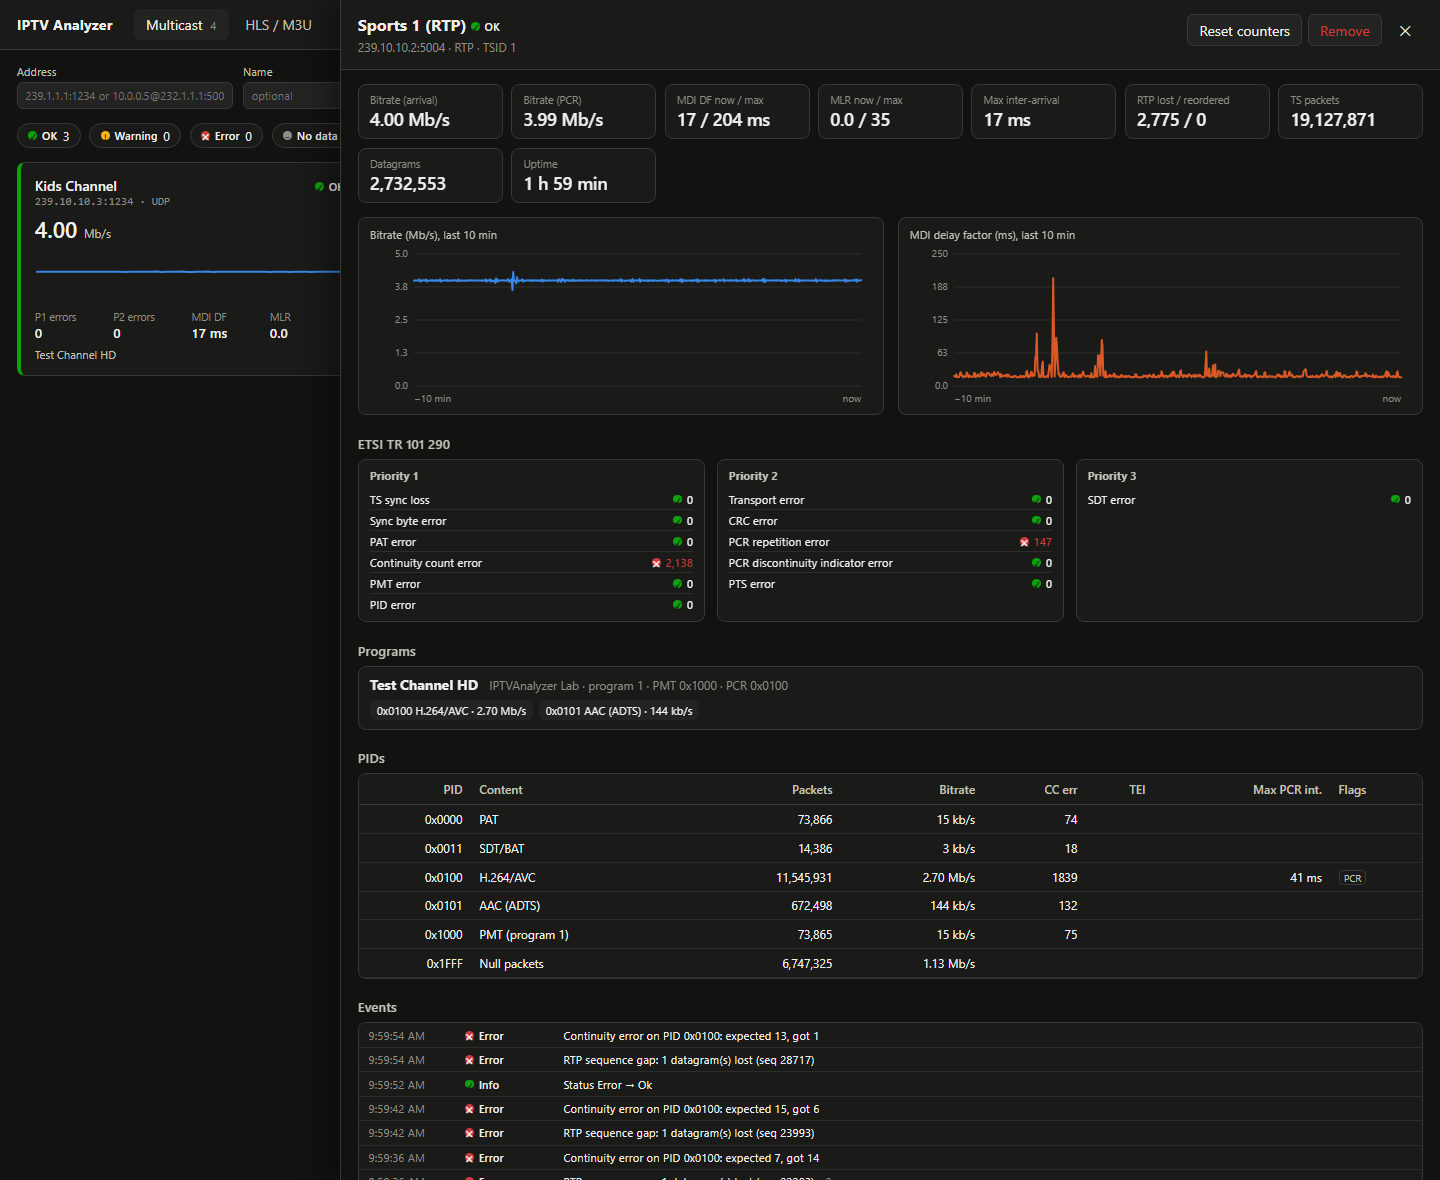 IPTV Analyzer
Multicast 4
HLS / M3U
Address
Name
239.1.1.1:1234 or 10.0.0.5@232.1.1.1:500
optional
OK 3
Warning 0
Error 0
No data
Kids Channel
239.10.10.3:1234 · UDP
4.00 Mb/s
P1 errors
P2 errors
MDI DF
MLR
0
0
17 ms
0.0
Test Channel HD
Sports 1 (RTP) OK
239.10.10.2:5004 · RTP · TSID 1
Reset counters
Remove
Bitrate (arrival)
4.00 Mb/s
Bitrate (PCR)
3.99 Mb/s
MDI DF now / max
17 / 204 ms
MLR now / max
0.0 / 35
Max inter-arrival
17 ms
RTP lost / reordered
2,775 / 0
TS packets
19,127,871
Datagrams
2,732,553
Uptime
1 h 59 min
Bitrate (Mb/s), last 10 min
5.0
3.8
2.5
1.3
0.0
−10 min
now
MDI delay factor (ms), last 10 min
250
188
125
63
0.0
−10 min
now
ETSI TR 101 290
Priority 1
TS sync loss 0
Sync byte error 0
PAT error 0
Continuity count error 2,138
PMT error 0
PID error 0
Priority 2
Transport error 0
CRC error 0
PCR repetition error 147
PCR discontinuity indicator error 0
PTS error 0
Priority 3
SDT error 0
Programs
Test Channel HD IPTVAnalyzer Lab · program 1 · PMT 0x1000 · PCR 0x0100
0x0100 H.264/AVC · 2.70 Mb/s
0x0101 AAC (ADTS) · 144 kb/s
PIDs
PID Content Packets Bitrate CC err TEI Max PCR int. Flags
0x0000 PAT 73,866 15 kb/s 74
0x0011 SDT/BAT 14,386 3 kb/s 18
0x0100 H.264/AVC 11,545,931 2.70 Mb/s 1839 41 ms PCR
0x0101 AAC (ADTS) 672,498 144 kb/s 132
0x1000 PMT (program 1) 73,865 15 kb/s 75
0x1FFF Null packets 6,747,325 1.13 Mb/s
Events
9:59:54 AM Error Continuity error on PID 0x0100: expected 13, got 1
9:59:54 AM Error RTP sequence gap: 1 datagram(s) lost (seq 28717)
9:59:52 AM Info Status Error → Ok
9:59:42 AM Error Continuity error on PID 0x0100: expected 15, got 6
9:59:42 AM Error RTP sequence gap: 1 datagram(s) lost (seq 23993)
9:59:36 AM Error Continuity error on PID 0x0100: expected 7, got 14